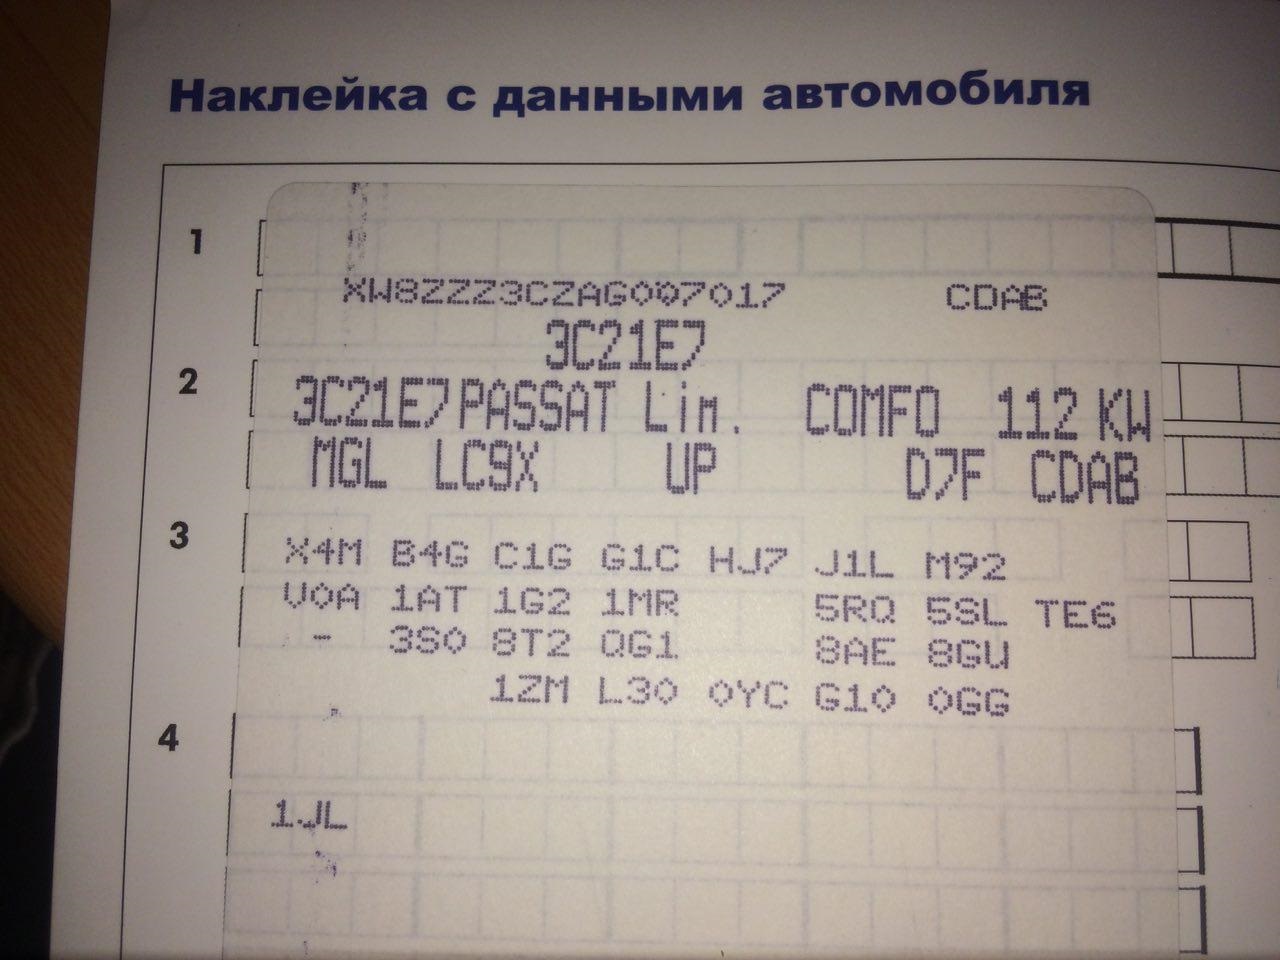 Наклейка с данными автомобиля
1
XW8ZZZ3CZAG007017 CDAB
3C21E7
2
3C21E7 PASSAT Lim. COMFO 112 KW
MGL LC9X UP D7F CDAB
3
X4M B4G C1G G1C HJ7 J1L M92
V0A 1AT 1G2 1MR 5RQ 5SL TE6
- 3S0 8T2 QG1 8AE 8GU
1ZM L30 0YC G10 0GG
4
1JL